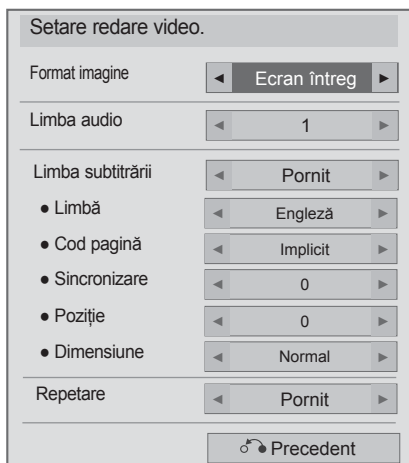 Setare redare video.
Format imagine ◄ Ecran întreg ►
Limba audio ◄ 1 ►
Limba subtitrării ◄ Pornit ►
● Limbă ◄ Engleză ►
● Cod pagină ◄ Implicit ►
● Sincronizare ◄ 0 ►
● Poziţie ◄ 0 ►
● Dimensiune ◄ Normal ►
Repetare ◄ Pornit ►
Precedent